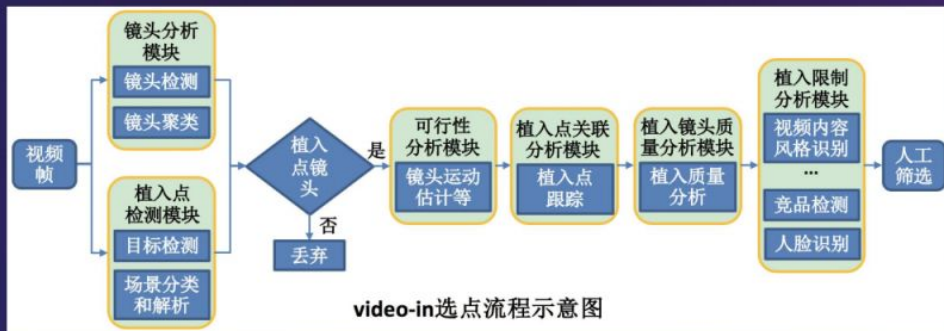 视频
帧
镜头分析
模块
镜头检测
镜头聚类
植入点
检测模块
目标检测
场景分类
和解析
植入
点镜
头
是
否
丢弃
可行性
分析模块
镜头运动
估计等
植入点关联
分析模块
植入点
跟踪
植入镜头质
量分析模块
植入质量
分析
植入限制
分析模块
视频内容
风格识别
...
竞品检测
人脸识别
人工
筛选
video-in选点流程示意图